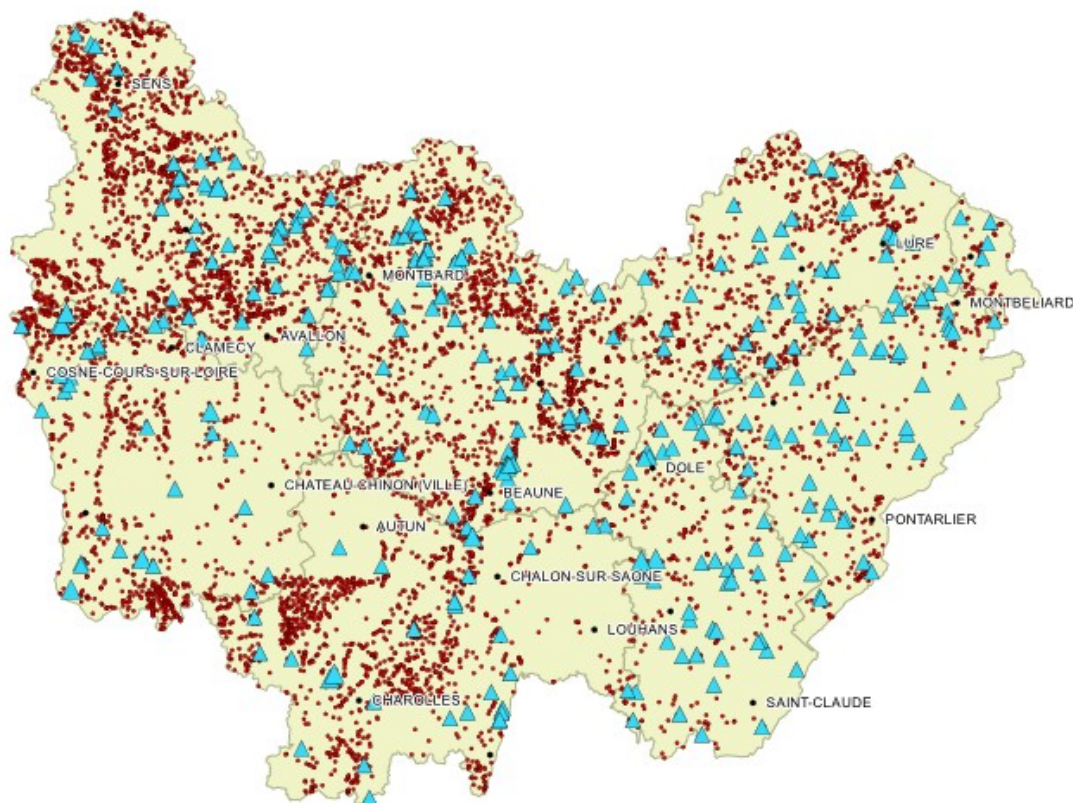 SENS
LURE
MONTBARD
MONTBELIARD
AVALLON
CLAMECY
COSNE-COURS-SUR-LOIRE
DOLE
CHATEAU-CHINON (VILLE)
BEAUNE
PONTARLIER
AUTUN
CHALON-SUR-SAONE
LOUHANS
CHAROLLES
SAINT-CLAUDE